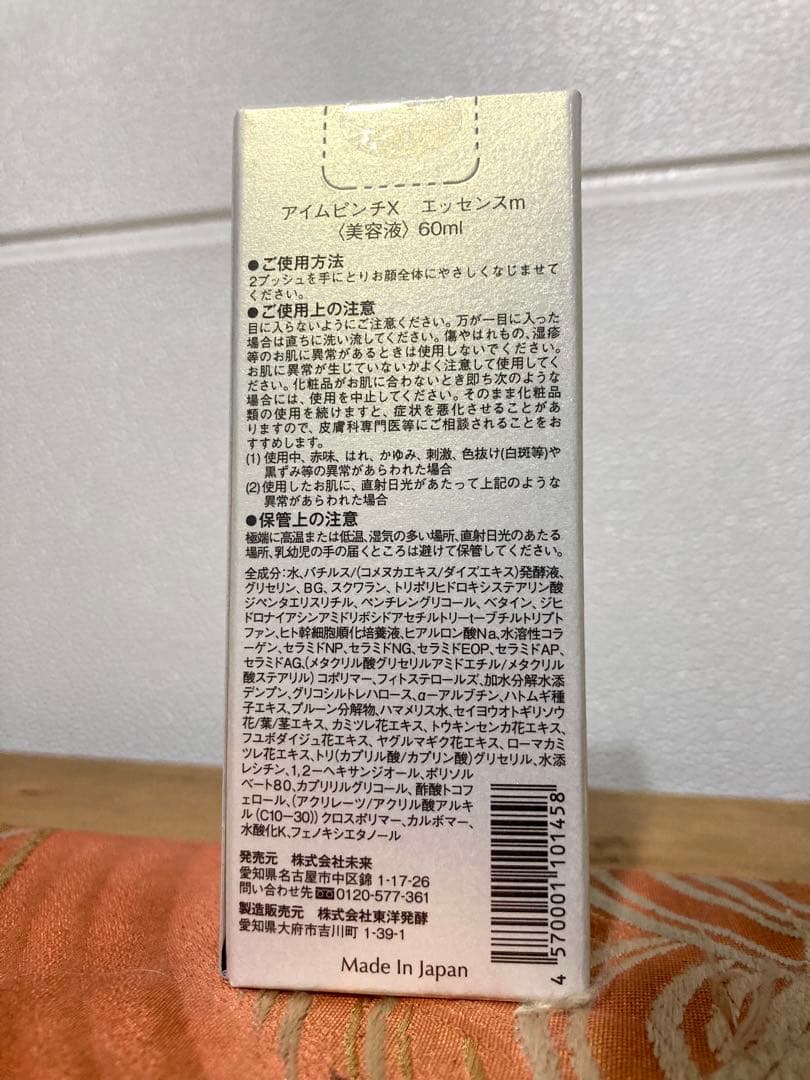 アイムピンチX　エッセンスm
〈美容液〉60ml
●ご使用方法
2プッシュを手にとりお顔全体にやさしくなじませて
ください。
●ご使用上の注意
目に入らないようにご注意ください。万が一目に入った
場合は直ちに洗い流してください。傷やはれもの、湿疹
等のお肌に異常があるときは使用しないでください。
お肌に異常が生じていないかよく注意して使用してく
ださい。化粧品がお肌に合わないとき即ち次のような
場合には、使用を中止してください。そのまま化粧品
類の使用を続けますと、症状を悪化させることがあ
りますので、皮膚科専門医等にご相談されることをお
すすめします。
(1)使用中、赤味、はれ、かゆみ、刺激、色抜け(白斑等)や
黒ずみ等の異常があらわれた場合
(2)使用したお肌に、直射日光があたって上記のような
異常があらわれた場合
●保管上の注意
極端に高温または低温、湿気の多い場所、直射日光のあたる
場所、乳幼児の手の届くところは避けて保管してください。
全成分：水、バチルス/(コメヌカエキス/ダイズエキス)発酵液、
グリセリン、BG、スクワラン、トリポリヒドロキシステアリン酸
ジペンタエリスリチル、ペンチレングリコール、ベタイン、ジヒ
ドロナイアシンアミドリボシドアセチルトリーtーブチルトリプト
ファン、ヒト幹細胞順化培養液、ヒアルロン酸Na、水溶性コラ
ーゲン、セラミドNP、セラミドNG、セラミドEOP、セラミドAP、
セラミドAG、(メタクリル酸グリセリルアミドエチル/メタクリル
酸ステアリル)コポリマー、フィトステロールズ、加水分解水添
デンプン、グリコシルトレハロース、αーアルブチン、ハトムギ種
子エキス、プルーン分解物、ハマメリス水、セイヨウオトギリソウ
花/葉/茎エキス、カミツレ花エキス、トウキンセンカ花エキス、
フユボダイジュ花エキス、ヤグルマギク花エキス、ローマカミ
ツレ花エキス、トリ(カプリル酸/カプリン酸)グリセリル、水添
レシチン、1,2ーヘキサンジオール、ポリソル
ベート80、カプリリルグリコール、酢酸トコフ
ェロール、(アクリレーツ/アクリル酸アルキ
ル(C10ー30))クロスポリマー、カルボマー、
水酸化K、フェノキシエタノール
発売元　株式会社未来
愛知県名古屋市中区錦 1-17-26
問い合わせ先 0120-577-361
製造販売元　株式会社東洋発酵
愛知県大府市吉川町 1-39-1
Made In Japan
4 570001 101458